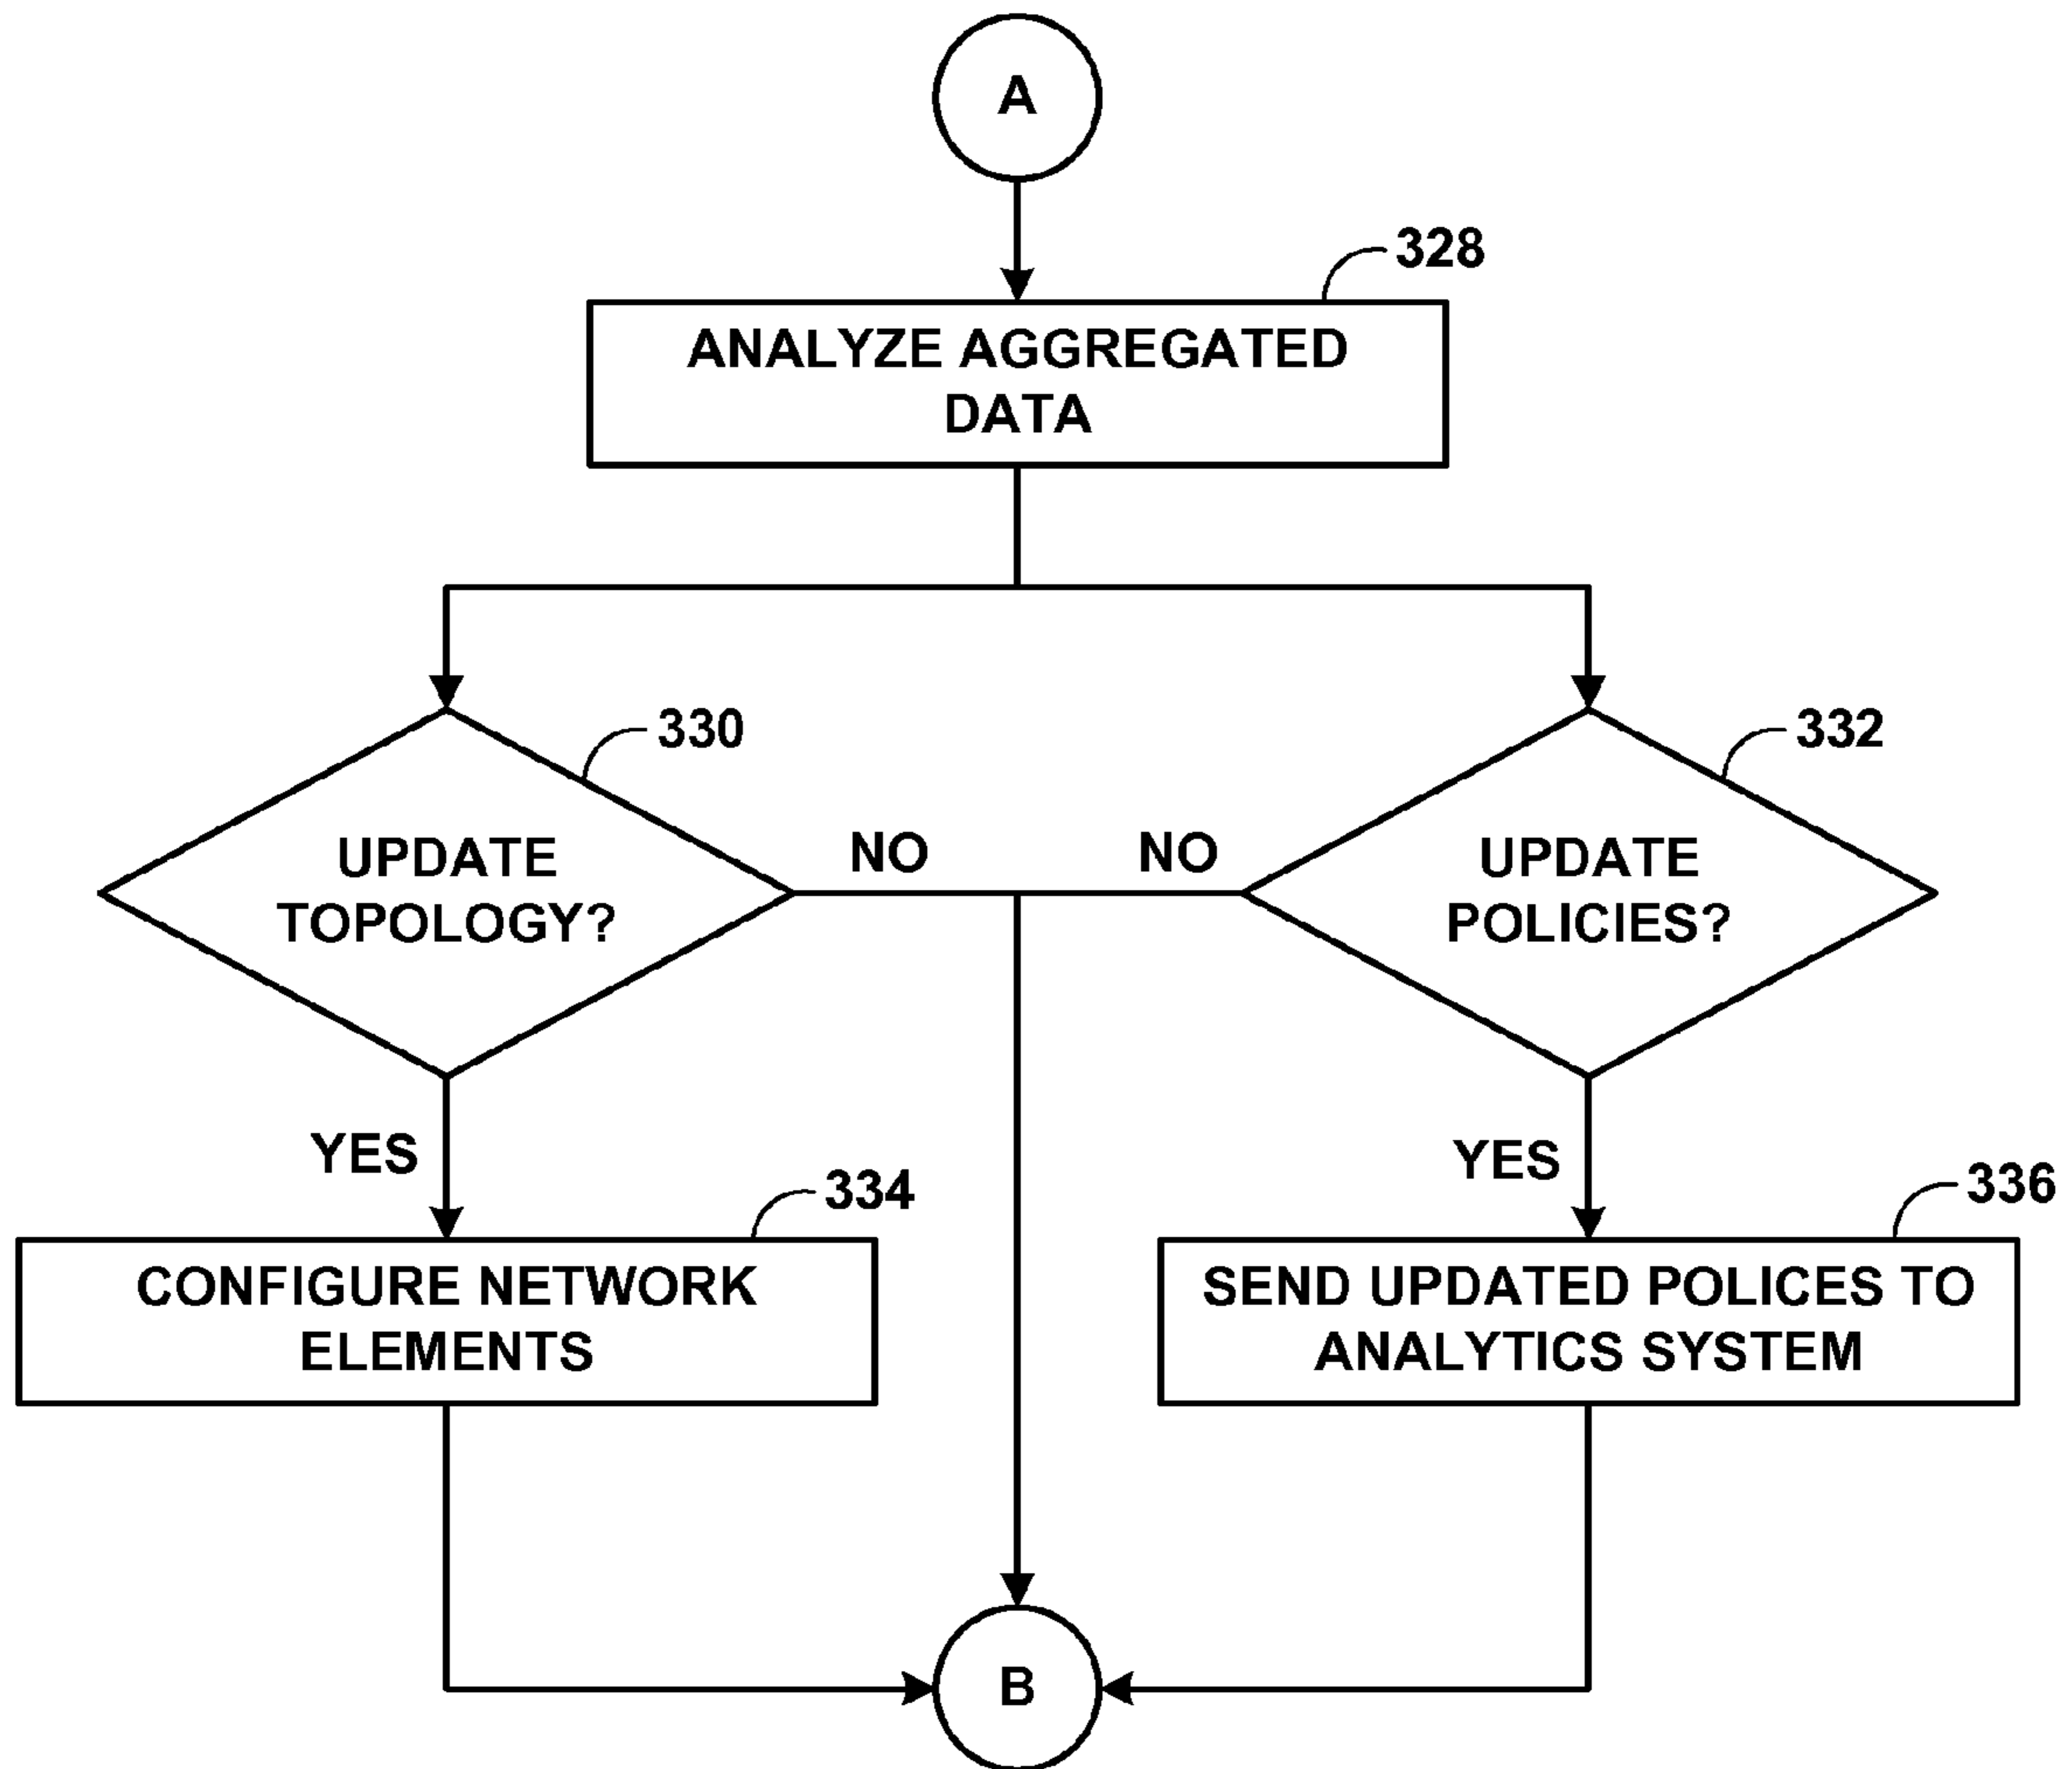 A
328
ANALYZE AGGREGATED
DATA
330
332
UPDATE
TOPOLOGY?
NO
NO
UPDATE
POLICIES?
YES
YES
334
336
CONFIGURE NETWORK
ELEMENTS
SEND UPDATED POLICES TO
ANALYTICS SYSTEM
B